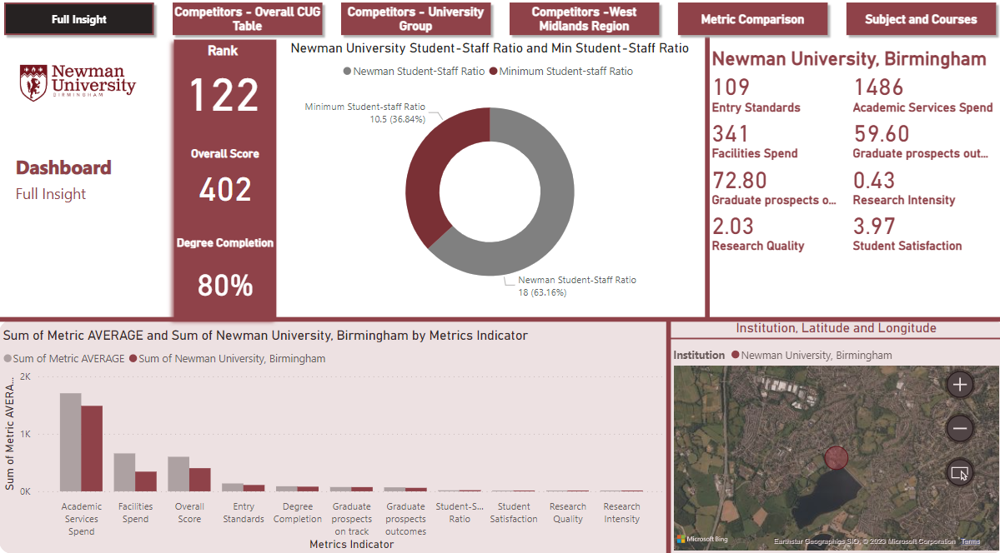 Full Insight
Competitors - Overall CUG
Table
Competitors - University
Group
Competitors -West
Midlands Region
Metric Comparison
Subject and Courses
Newman
University
BIRMINGHAM
Dashboard
Full Insight
Rank
122
Overall Score
402
Degree Completion
80%
Newman University Student-Staff Ratio and Min Student-Staff Ratio
Newman Student-Staff Ratio
Minimum Student-staff Ratio
Minimum Student-staff Ratio
10.5 (36.84%)
Newman Student-Staff Ratio
18 (63.16%)
Newman University, Birmingham
109
Entry Standards
1486
Academic Services Spend
341
Facilities Spend
59.60
Graduate prospects out...
72.80
Graduate prospects o...
0.43
Research Intensity
2.03
Research Quality
3.97
Student Satisfaction
Sum of Metric AVERAGE and Sum of Newman University, Birmingham by Metrics Indicator
Sum of Metric AVERAGE
Sum of Newman University, Birmingham
Sum of Metric AVERA...
2K
1K
0K
Academic
Services
Spend
Facilities
Spend
Overall
Score
Entry
Standards
Degree
Completion
Graduate
prospects
on track
Graduate
prospects
outcomes
Student-S...
Ratio
Student
Satisfaction
Research
Quality
Research
Intensity
Metrics Indicator
Institution, Latitude and Longitude
Institution
Newman University, Birmingham
Microsoft Bing
Earthstar Geographics SIO, © 2023 Microsoft Corporation
Terms